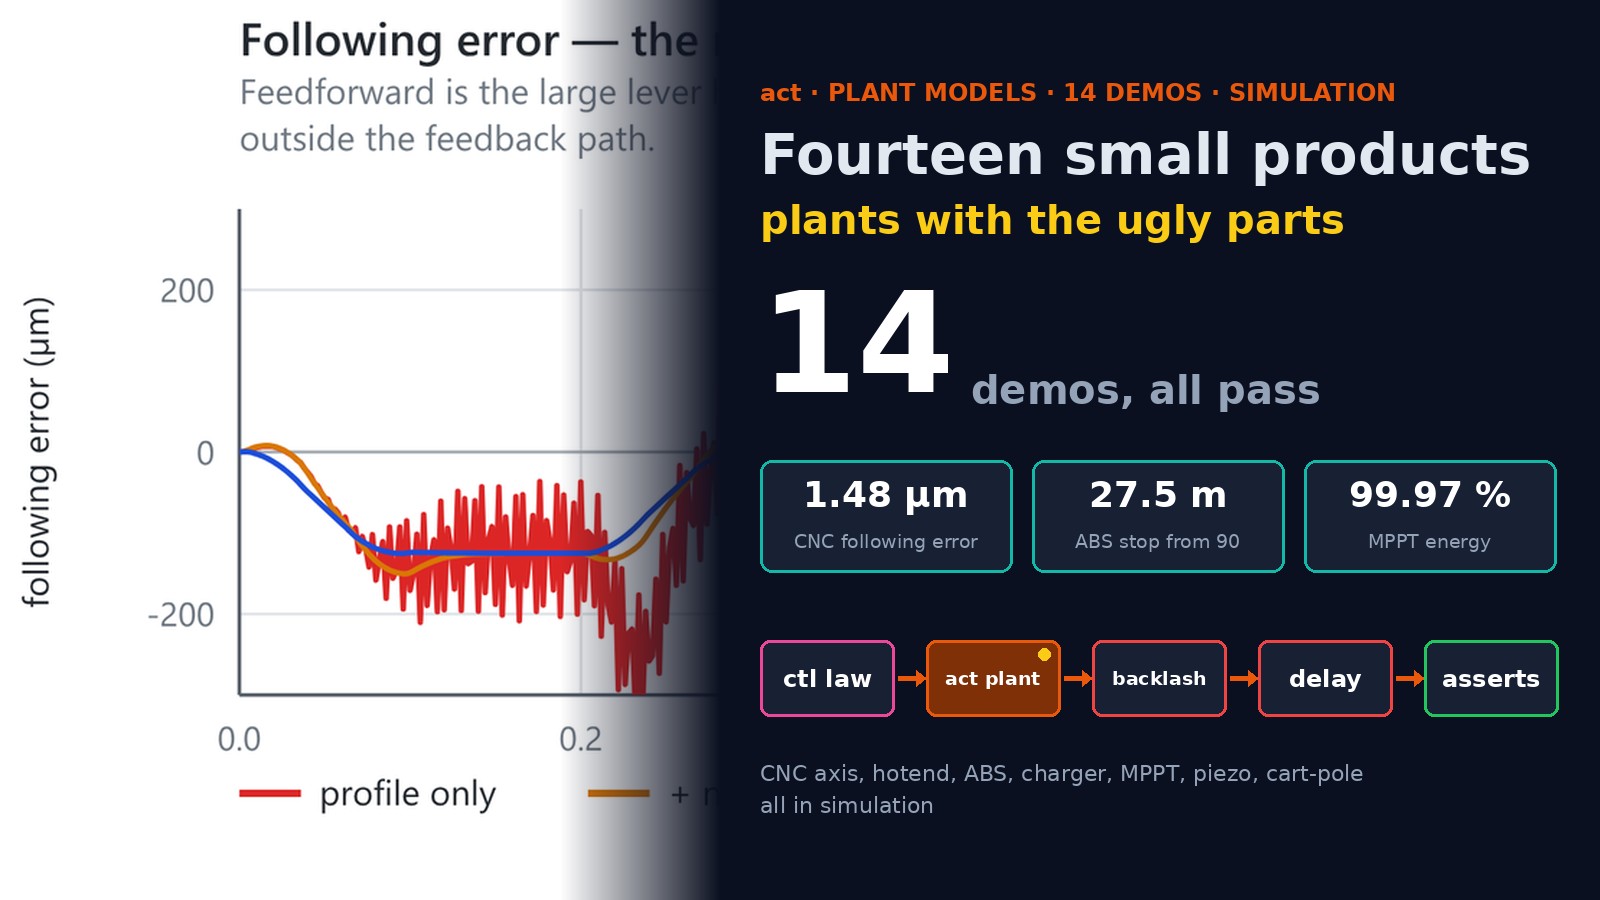 Following error — the
Feedforward is the large lever
outside the feedback path.
following error (µm)
200
0
-200
0.0
0.2
profile only
+
act · PLANT MODELS · 14 DEMOS · SIMULATION
Fourteen small products
plants with the ugly parts
14
demos, all pass
1.48 µm
CNC following error
27.5 m
ABS stop from 90
99.97 %
MPPT energy
ctl law
act plant
backlash
delay
asserts
CNC axis, hotend, ABS, charger, MPPT, piezo, cart-pole
all in simulation